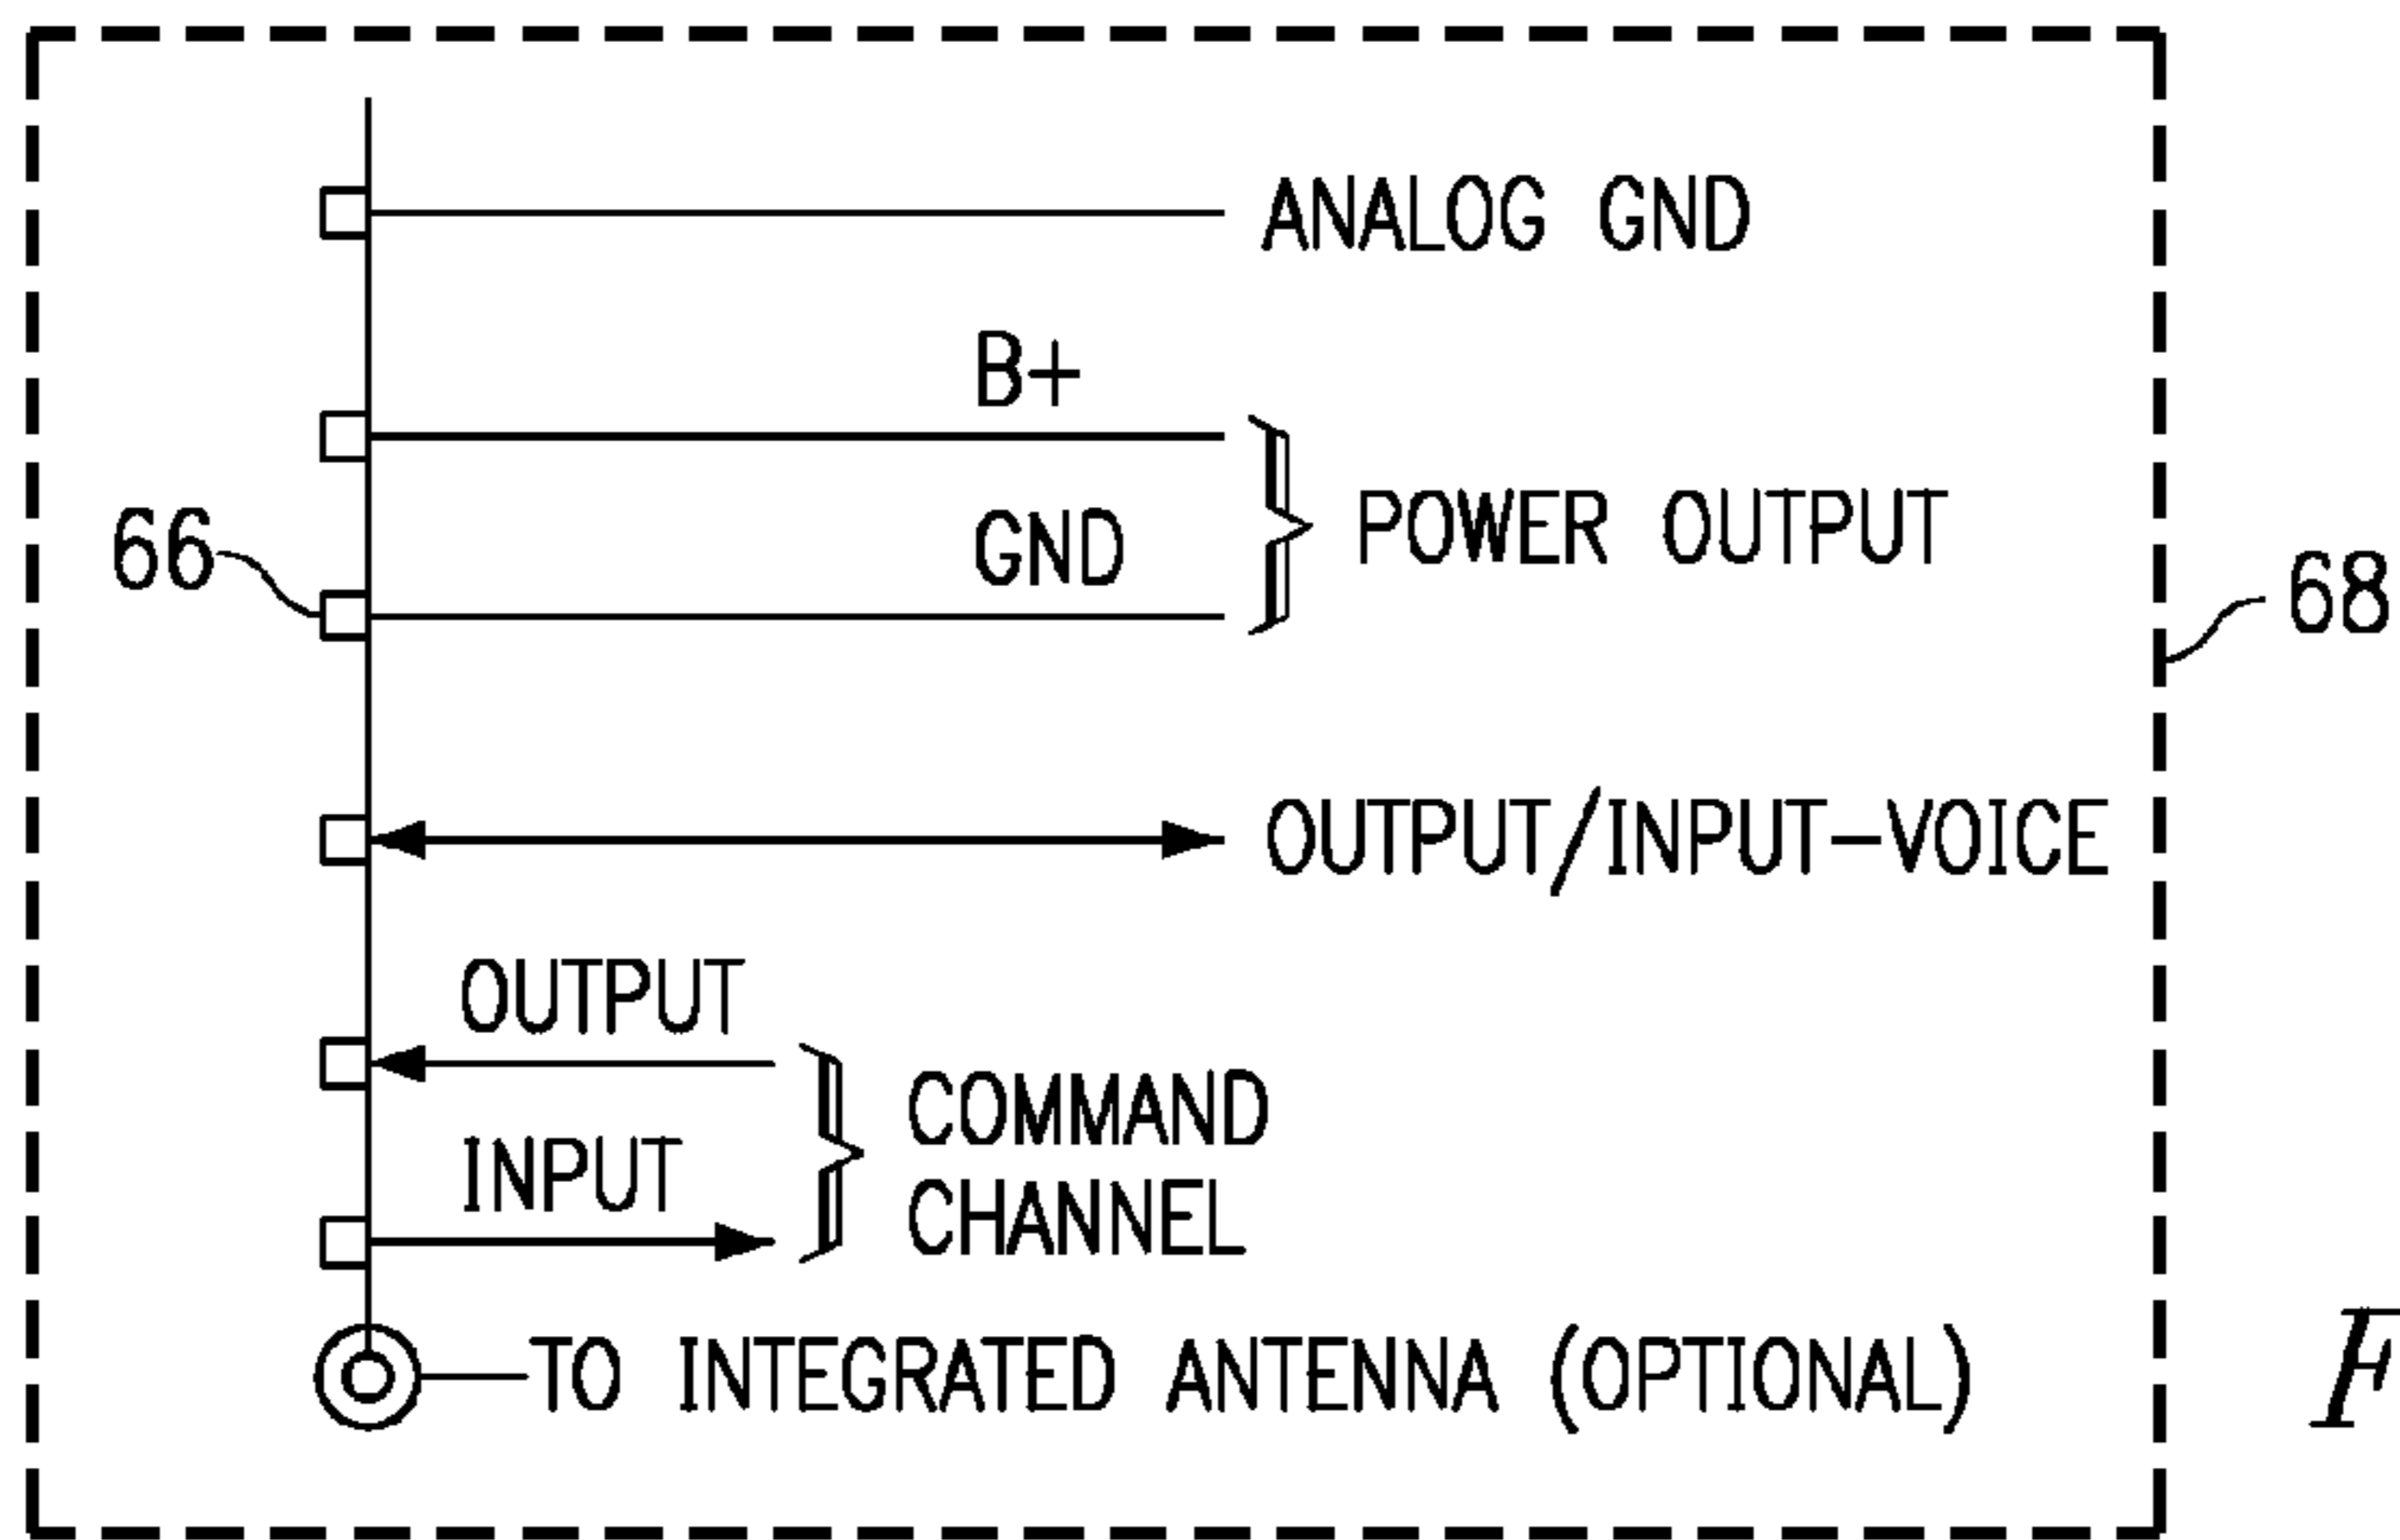 ANALOG GND
B+
GND
POWER OUTPUT
66
68
OUTPUT/INPUT-VOICE
OUTPUT
INPUT
COMMAND
CHANNEL
TO INTEGRATED ANTENNA (OPTIONAL)
F